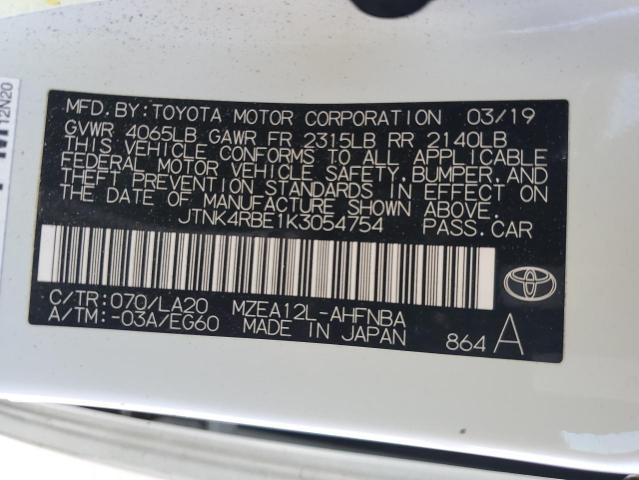 MFD. BY: TOYOTA MOTOR CORPORATION 03/19
GVWR 4065LB GAWR FR 2315LB RR 2140LB
THIS VEHICLE CONFORMS TO ALL APPLICABLE
FEDERAL MOTOR VEHICLE SAFETY, BUMPER, AND
THEFT PREVENTION STANDARDS IN EFFECT ON
THE DATE OF MANUFACTURE SHOWN ABOVE.
JTNK4RBE1K3054754 PASS.CAR
C/TR: 070/LA20 MZEA12L-AHFNBA
A/TM: -03A/EG60 MADE IN JAPAN 864 A
12N20